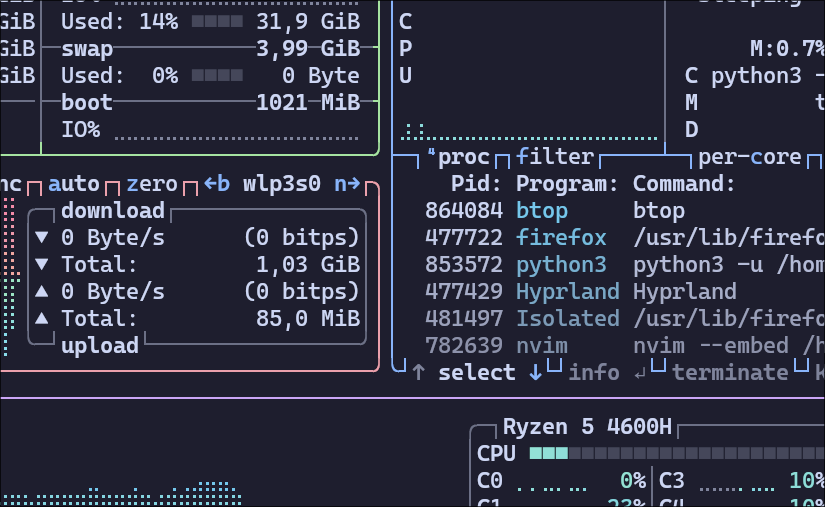 GiB Used: 14% 31,9 GiB
GiB swap 3,99 GiB
GiB Used: 0% 0 Byte
boot 1021 MiB
IO%
C
P
U
M:0.7%
C python3 -
M t
D
nc auto zero ←b wlp3s0 n→
download
▼ 0 Byte/s (0 bitps)
▼ Total: 1,03 GiB
▲ 0 Byte/s (0 bitps)
▲ Total: 85,0 MiB
upload
⁴proc filter per-core
Pid: Program: Command:
864084 btop btop
477722 firefox /usr/lib/firefo
853572 python3 python3 -u /hom
477429 Hyprland Hyprland
481497 Isolated /usr/lib/firefo
782639 nvim nvim --embed /h
↑ select ↓ info ↵ terminate k
Ryzen 5 4600H
CPU
C0 0% C3 10%
C1 23% C4 10%